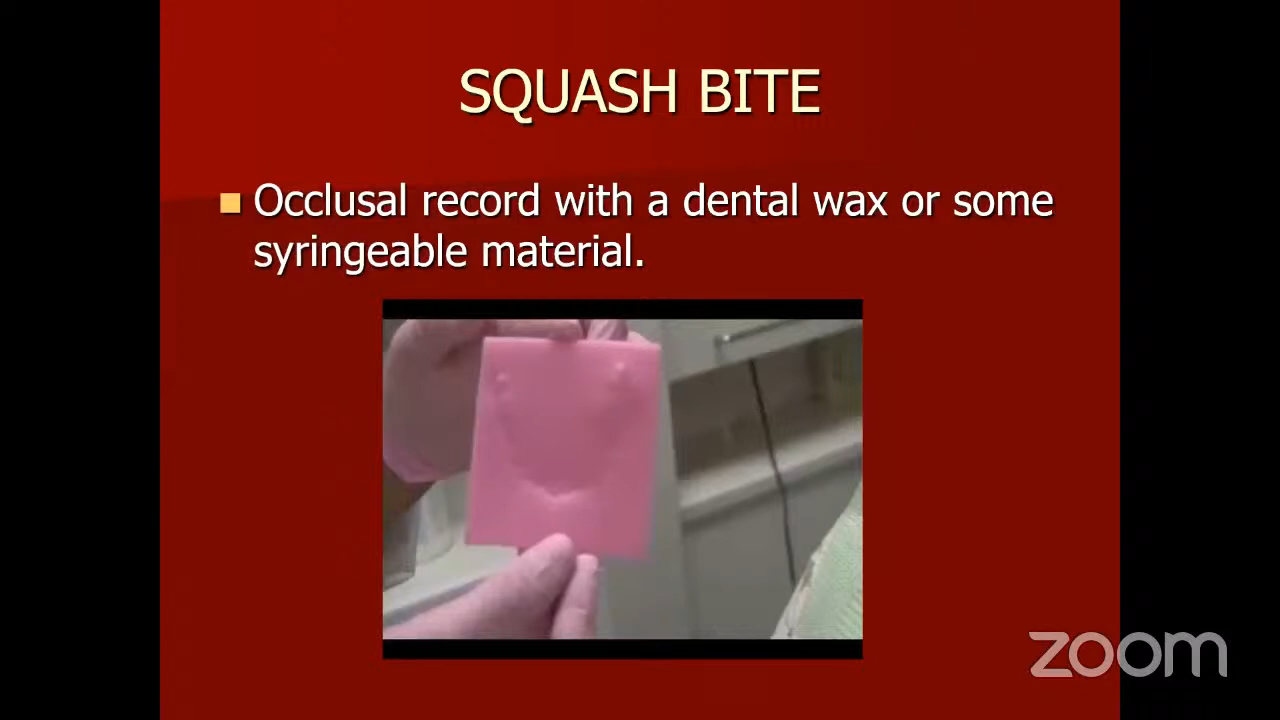 SQUASH BITE
Occlusal record with a dental wax or some
syringeable material.
zoom